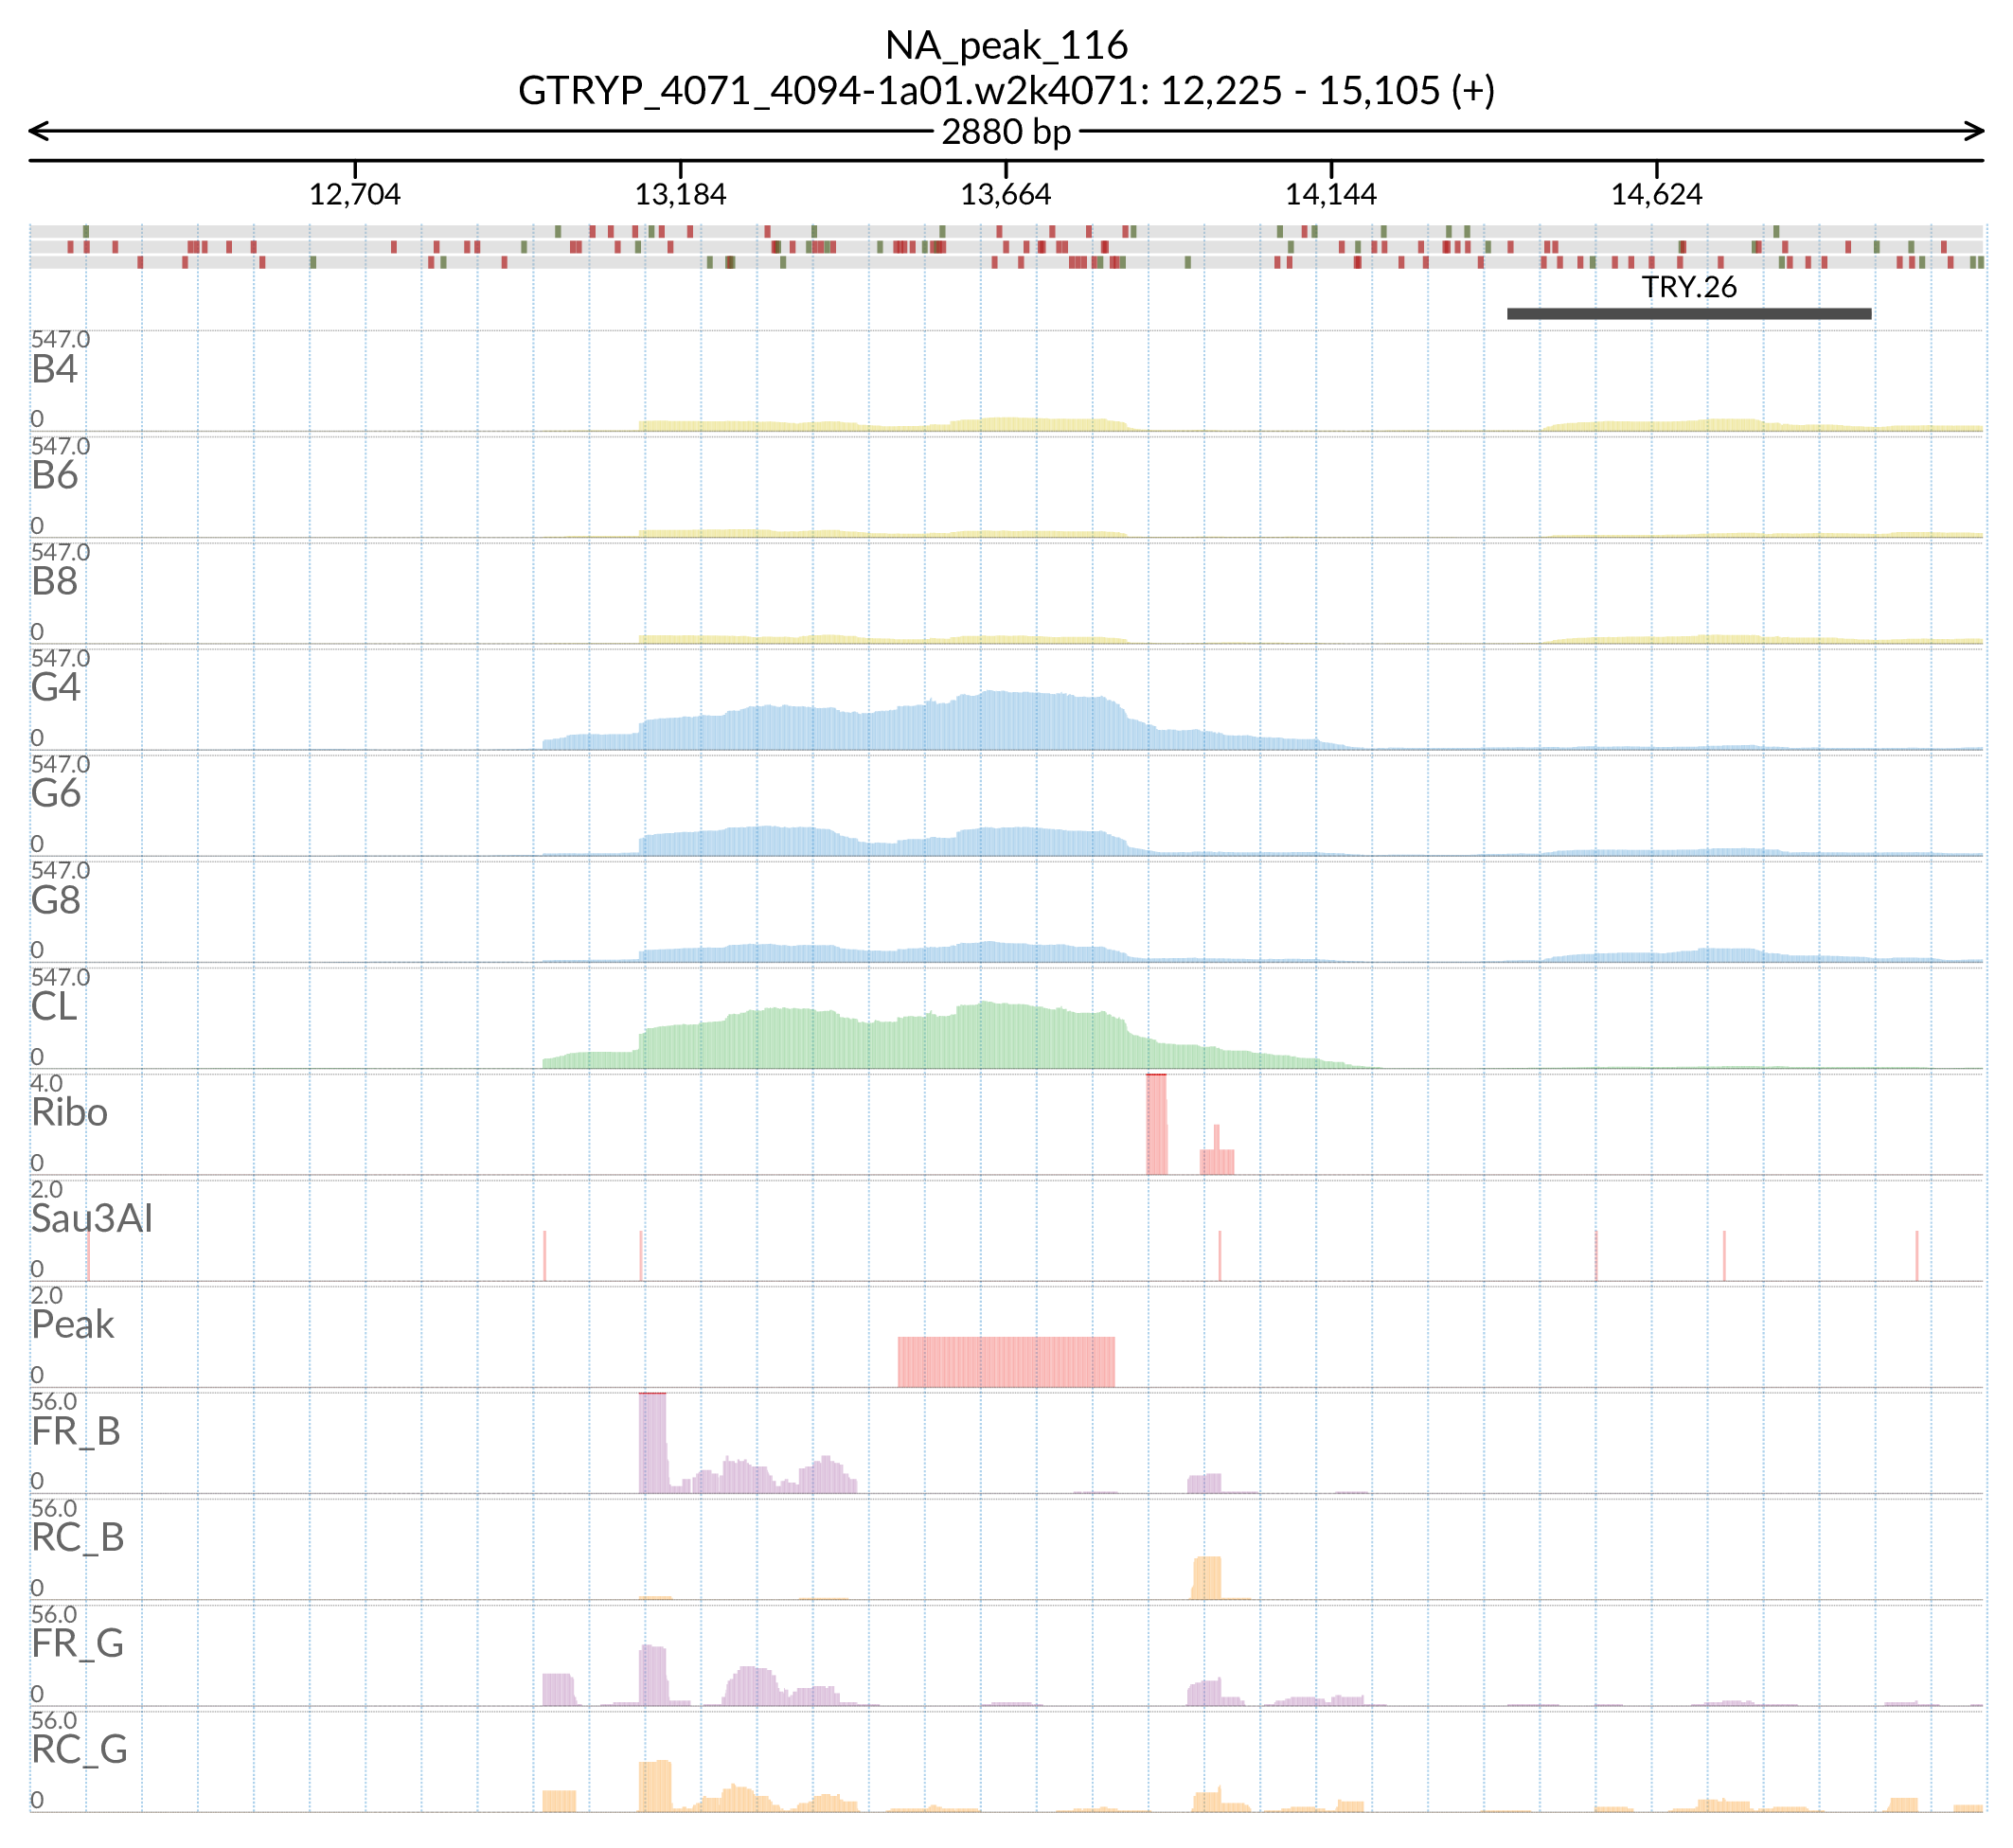 NA_peak_116
GTRYP_4071_4094-1a01.w2k4071: 12,225 - 15,105 (+)
2880 bp
12,704 13,184 13,664 14,144 14,624
TRY.26
547.0
B4
0
547.0
B6
0
547.0
B8
0
547.0
G4
0
547.0
G6
0
547.0
G8
0
547.0
CL
0
4.0
Ribo
0
2.0
Sau3AI
0
2.0
Peak
0
56.0
FR_B
0
56.0
RC_B
0
56.0
FR_G
0
56.0
RC_G
0